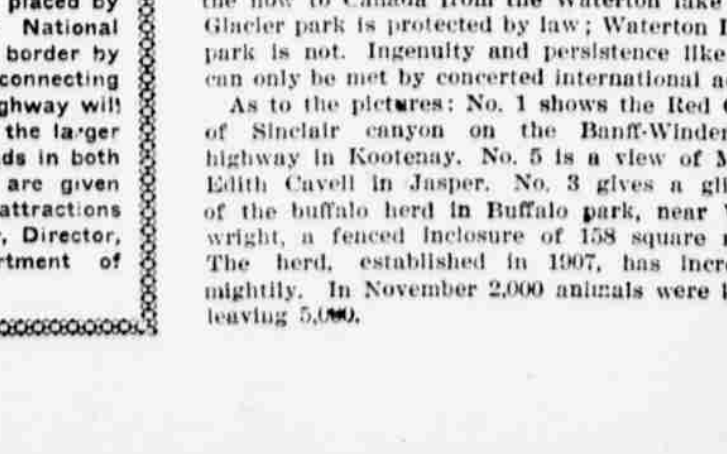 placed by
National
border by
connecting
ghway will
the larger
ds in both
are given
attractions
, Director,
rtment of
the how to Canada from the Waterton lake
Glacier park is protected by law; Waterton l
park is not. Ingenuity and persistence like
can only be met by concerted international a
As to the pictures: No. 1 shows the Red
of Sinclair canyon on the Banff-Winder
highway in Kootenay. No. 5 is a view of M
Edith Cavell in Jasper. No. 3 gives a gli
of the buffalo herd in Buffalo park, near
wright, a fenced inclosure of 158 square
The herd, established in 1907, has incre
mightily. In November 2,000 animals were
leaving 5,000.